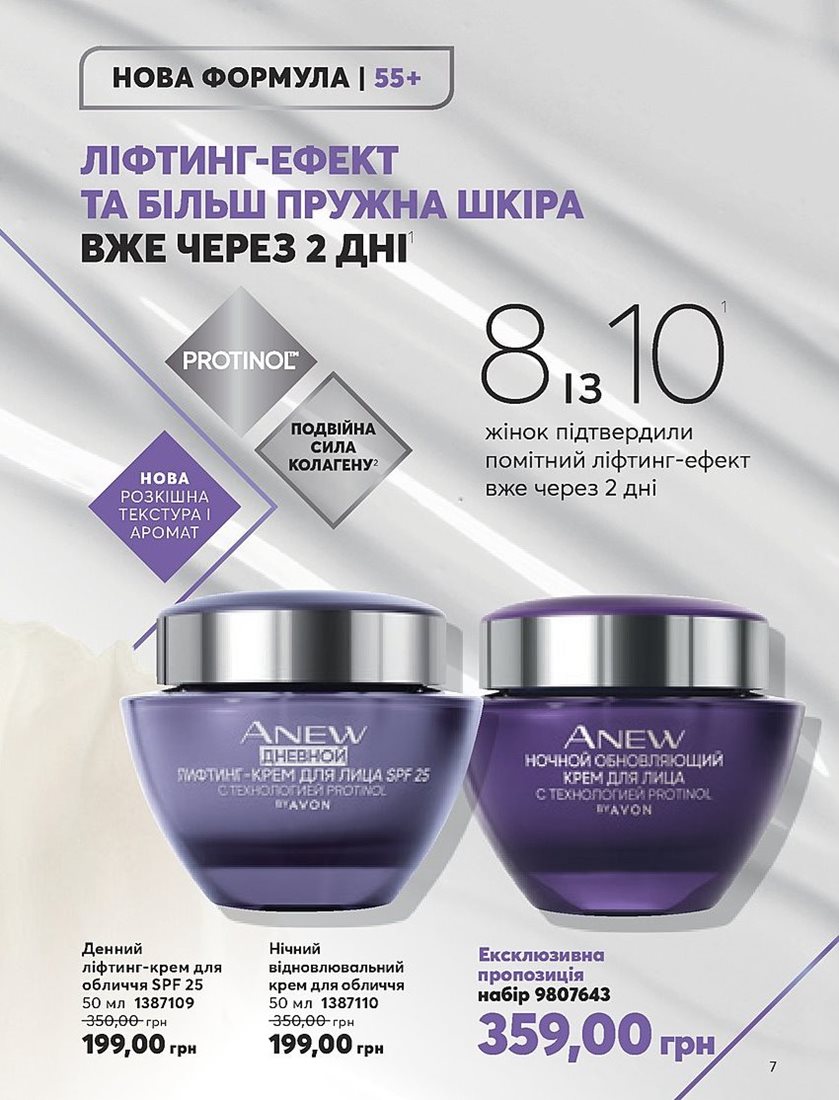 НОВА ФОРМУЛА | 55+
ЛІФТИНГ-ЕФЕКТ
ТА БІЛЬШ ПРУЖНА ШКІРА
ВЖЕ ЧЕРЕЗ 2 ДНІ¹
PROTINOL™
ПОДВІЙНА
СИЛА
КОЛАГЕНУ²
НОВА
РОЗКІШНА
ТЕКСТУРА І
АРОМАТ
8 ІЗ 10¹
жінок підтвердили
помітний ліфтинг-ефект
вже через 2 дні
ANEW
ДНЕВНОЙ
ЛИФТИНГ-КРЕМ ДЛЯ ЛИЦА SPF 25
С ТЕХНОЛОГИЕЙ PROTINOL
BY AVON
ANEW
НОЧНОЙ ОБНОВЛЯЮЩИЙ
КРЕМ ДЛЯ ЛИЦА
С ТЕХНОЛОГИЕЙ PROTINOL
BY AVON
Денний
ліфтинг-крем для
обличчя SPF 25
50 мл 1387109
350,00 грн
199,00 грн
Нічний
відновлювальний
крем для обличчя
50 мл 1387110
350,00 грн
199,00 грн
Ексклюзивна
пропозиція
набір 9807643
359,00 грн
7